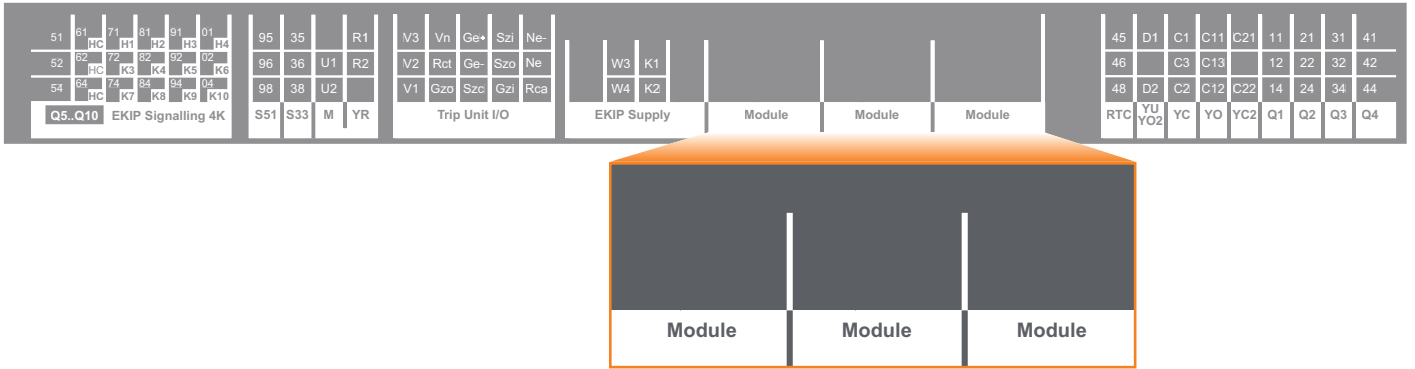 51 61 HC 71 H1 81 H2 91 H3 01 H4 95 35 R1 V3 Vn Ge+ Szi Ne- 45 D1 C1 C11 C21 11 21 31 41
52 62 HC 72 K3 82 K4 92 K5 02 K6 96 36 U1 R2 V2 Rct Ge- Szo Ne W3 K1 46 C3 C13 12 22 32 42
54 64 HC 74 K7 84 K8 94 K9 04 K10 98 38 U2 V1 Gzo Szc Gzi Rca W4 K2 48 D2 C2 C12 C22 14 24 34 44
Q5..Q10 EKIP Signalling 4K S51 S33 M YR Trip Unit I/O EKIP Supply Module Module Module RTC YU YO2 YC YO YC2 Q1 Q2 Q3 Q4
Module Module Module